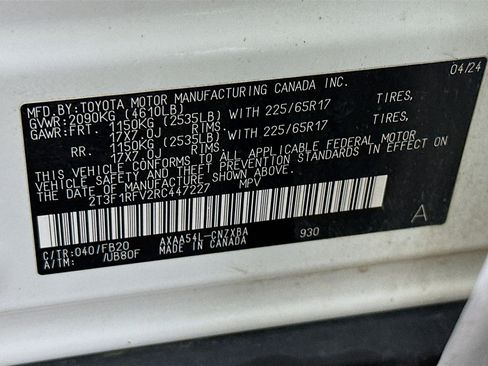 MFD.BY:TOYOTA MOTOR MANUFACTURING CANADA INC. 04/24
GVWR:2090KG (4610LB)
GAWR:FRT. 1150KG (2535LB) WITH 225/65R17 TIRES,
17X7.0J RIMS
RR. 1150KG (2535LB) WITH 225/65R17 TIRES,
17X7.0J RIMS
THIS VEHICLE CONFORMS TO ALL APPLICABLE FEDERAL MOTOR
VEHICLE SAFETY AND THEFT PREVENTION STANDARDS IN EFFECT ON
THE DATE OF MANUFACTURE SHOWN ABOVE.
2T3F1RFV2RC447227 MPV
A
C/TR:040/FB20 AXAA54L-CNZXBA 930
A/TM: /UB80F MADE IN CANADA